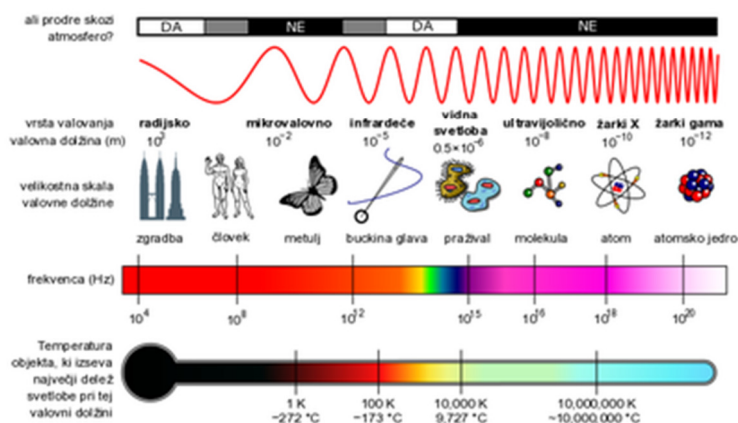 ali prodre skozi
atmosfero?
DA NE DA NE
vrsta valovanja radijsko mikrovalovno infrardeče vidna svetloba ultravijolično žarki X žarki gama
valovna dolžina (m) 10³ 10⁻² 10⁻⁵ 0.5×10⁻⁶ 10⁻⁸ 10⁻¹⁰ 10⁻¹²
velikostna skala
valovne dolžine
zgradba človek metulj buckina glava pražival molekula atom atomsko jedro
frekvenca (Hz)
10⁴ 10⁸ 10¹² 10¹⁵ 10¹⁶ 10¹⁸ 10²⁰
Temperatura
objekta, ki izseva
največji delež
svetlobe pri tej
valovni dolžini
1 K 100 K 10,000 K 10,000,000 K
~272 °C ~173 °C 9,727 °C ~10,000,000 °C